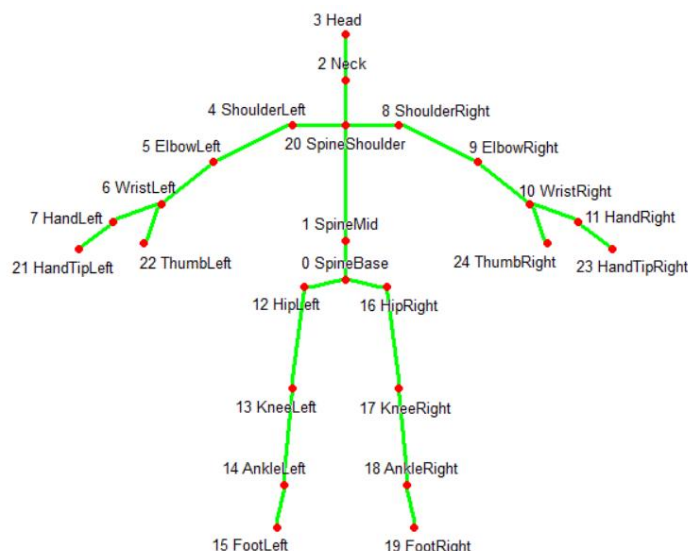 3 Head
2 Neck
4 ShoulderLeft
8 ShoulderRight
20 SpineShoulder
5 ElbowLeft
9 ElbowRight
6 WristLeft
10 WristRight
7 HandLeft
11 HandRight
1 SpineMid
21 HandTipLeft
22 ThumbLeft
0 SpineBase
24 ThumbRight
23 HandTipRight
12 HipLeft
16 HipRight
13 KneeLeft
17 KneeRight
14 AnkleLeft
18 AnkleRight
15 FootLeft
19 FootRight